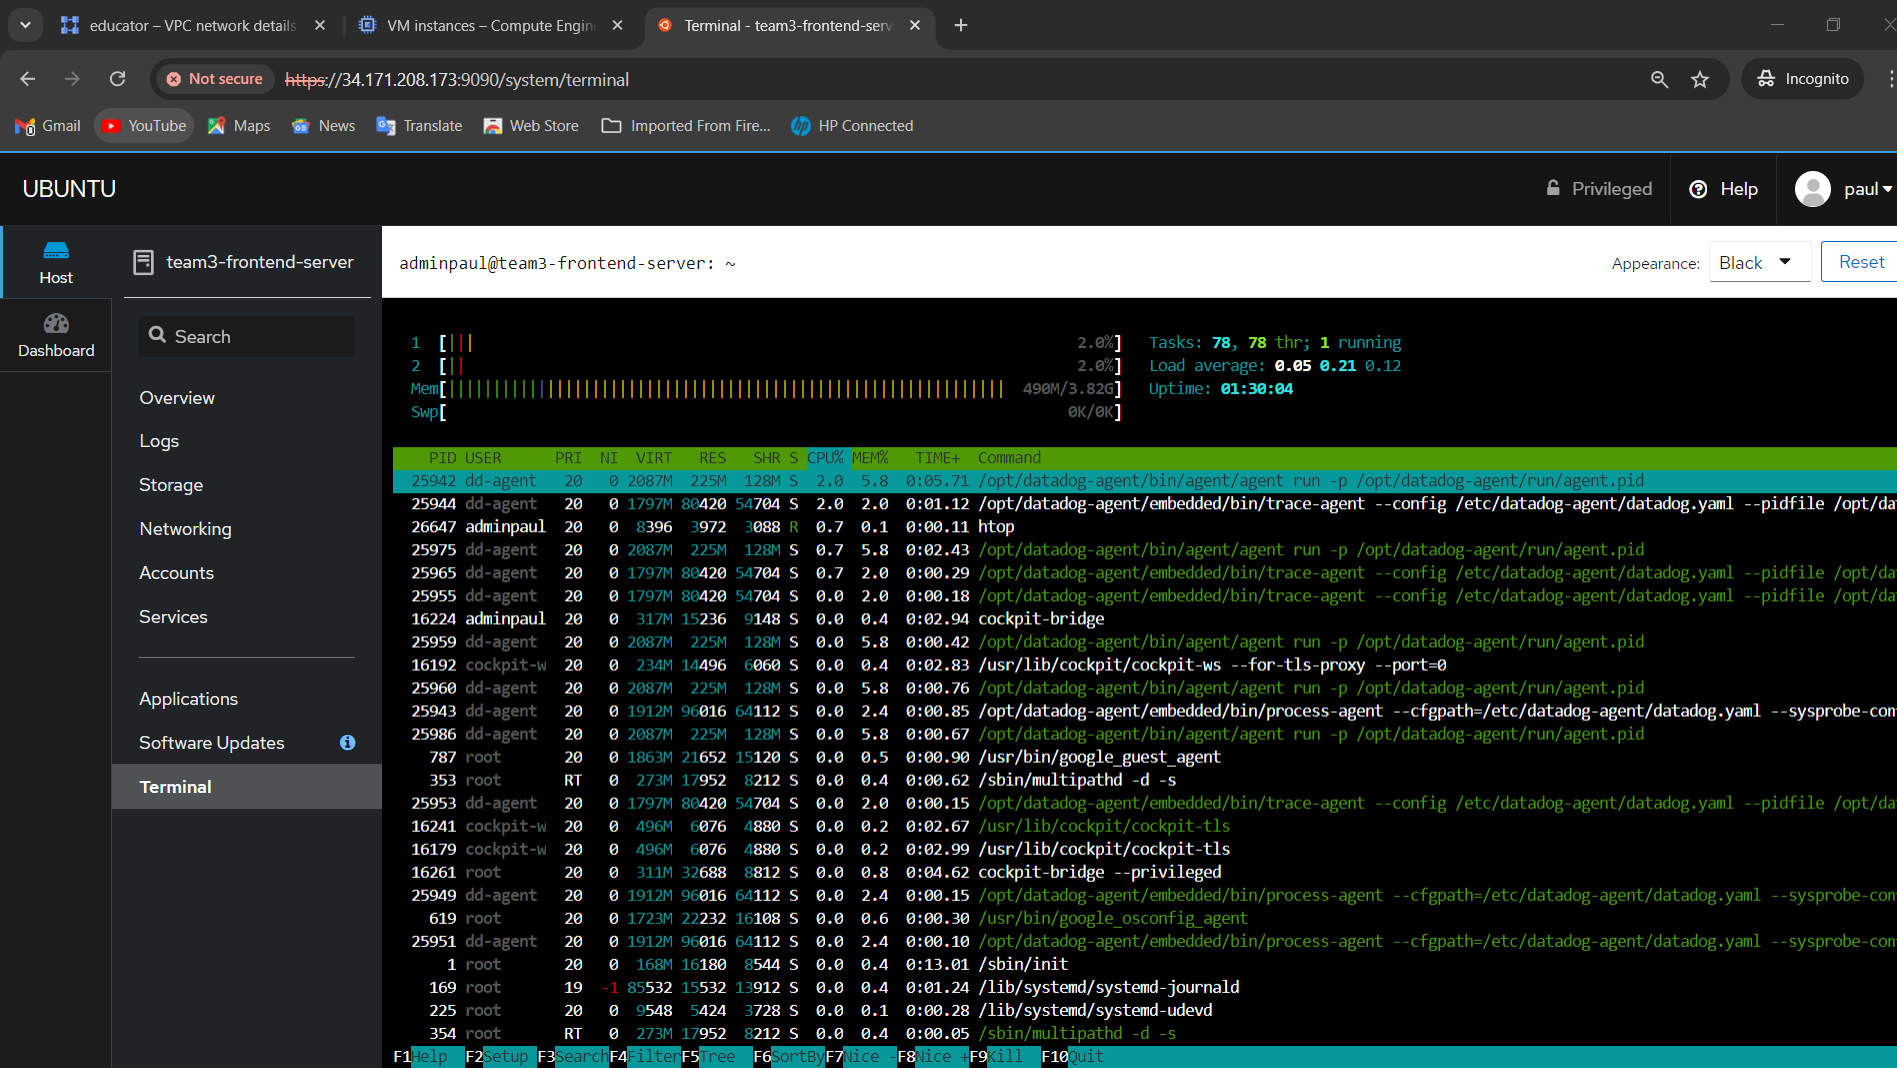 educator – VPC network details
VM instances – Compute Engin
Terminal - team3-frontend-serv
Not secure https://34.171.208.173:9090/system/terminal
Incognito
Gmail YouTube Maps News Translate Web Store Imported From Fire... HP Connected
UBUNTU
Privileged Help paul
Host
Dashboard
team3-frontend-server
Search
Overview
Logs
Storage
Networking
Accounts
Services
Applications
Software Updates
Terminal
adminpaul@team3-frontend-server: ~
Appearance: Black Reset
1 [||| 2.0%] Tasks: 78, 78 thr; 1 running
2 [|| 2.0%] Load average: 0.05 0.21 0.12
Mem[|||||||||||||||||||||||||||||||||||||||||||||||||||||||||||||| 490M/3.82G] Uptime: 01:30:04
Swp[ 0K/0K]
PID USER PRI NI VIRT RES SHR S CPU% MEM% TIME+ Command
25942 dd-agent 20 0 2087M 225M 128M S 2.0 5.8 0:05.71 /opt/datadog-agent/bin/agent/agent run -p /opt/datadog-agent/run/agent.pid
25944 dd-agent 20 0 1797M 80420 54704 S 2.0 2.0 0:01.12 /opt/datadog-agent/embedded/bin/trace-agent --config /etc/datadog-agent/datadog.yaml --pidfile /opt/da
26647 adminpaul 20 0 8396 3972 3088 R 0.7 0.1 0:00.11 htop
25975 dd-agent 20 0 2087M 225M 128M S 0.7 5.8 0:02.43 /opt/datadog-agent/bin/agent/agent run -p /opt/datadog-agent/run/agent.pid
25965 dd-agent 20 0 1797M 80420 54704 S 0.7 2.0 0:00.29 /opt/datadog-agent/embedded/bin/trace-agent --config /etc/datadog-agent/datadog.yaml --pidfile /opt/da
25955 dd-agent 20 0 1797M 80420 54704 S 0.0 2.0 0:00.18 /opt/datadog-agent/embedded/bin/trace-agent --config /etc/datadog-agent/datadog.yaml --pidfile /opt/da
16224 adminpaul 20 0 317M 15236 9148 S 0.0 0.4 0:02.94 cockpit-bridge
25959 dd-agent 20 0 2087M 225M 128M S 0.0 5.8 0:00.42 /opt/datadog-agent/bin/agent/agent run -p /opt/datadog-agent/run/agent.pid
16192 cockpit-w 20 0 234M 14496 6060 S 0.0 0.4 0:02.83 /usr/lib/cockpit/cockpit-ws --for-tls-proxy --port=0
25960 dd-agent 20 0 2087M 225M 128M S 0.0 5.8 0:00.76 /opt/datadog-agent/bin/agent/agent run -p /opt/datadog-agent/run/agent.pid
25943 dd-agent 20 0 1912M 96016 64112 S 0.0 2.4 0:00.85 /opt/datadog-agent/embedded/bin/process-agent --cfgpath=/etc/datadog-agent/datadog.yaml --sysprobe-con
25986 dd-agent 20 0 2087M 225M 128M S 0.0 5.8 0:00.67 /opt/datadog-agent/bin/agent/agent run -p /opt/datadog-agent/run/agent.pid
787 root 20 0 1863M 21652 15120 S 0.0 0.5 0:00.90 /usr/bin/google_guest_agent
353 root RT 0 273M 17952 8212 S 0.0 0.4 0:00.62 /sbin/multipathd -d -s
25953 dd-agent 20 0 1797M 80420 54704 S 0.0 2.0 0:00.15 /opt/datadog-agent/embedded/bin/trace-agent --config /etc/datadog-agent/datadog.yaml --pidfile /opt/da
16241 cockpit-w 20 0 496M 6076 4880 S 0.0 0.2 0:02.67 /usr/lib/cockpit/cockpit-tls
16179 cockpit-w 20 0 496M 6076 4880 S 0.0 0.2 0:02.99 /usr/lib/cockpit/cockpit-tls
16261 root 20 0 311M 32688 8812 S 0.0 0.8 0:04.62 cockpit-bridge --privileged
25949 dd-agent 20 0 1912M 96016 64112 S 0.0 2.4 0:00.15 /opt/datadog-agent/embedded/bin/process-agent --cfgpath=/etc/datadog-agent/datadog.yaml --sysprobe-con
619 root 20 0 1723M 22232 16108 S 0.0 0.6 0:00.30 /usr/bin/google_osconfig_agent
25951 dd-agent 20 0 1912M 96016 64112 S 0.0 2.4 0:00.10 /opt/datadog-agent/embedded/bin/process-agent --cfgpath=/etc/datadog-agent/datadog.yaml --sysprobe-con
1 root 20 0 168M 16180 8544 S 0.0 0.4 0:13.01 /sbin/init
169 root 19 -1 85532 15532 13912 S 0.0 0.4 0:01.24 /lib/systemd/systemd-journald
225 root 20 0 9548 5424 3728 S 0.0 0.1 0:00.28 /lib/systemd/systemd-udevd
354 root RT 0 273M 17952 8212 S 0.0 0.4 0:00.05 /sbin/multipathd -d -s
F1Help F2Setup F3SearchF4FilterF5Tree F6SortByF7Nice -F8Nice +F9Kill F10Quit